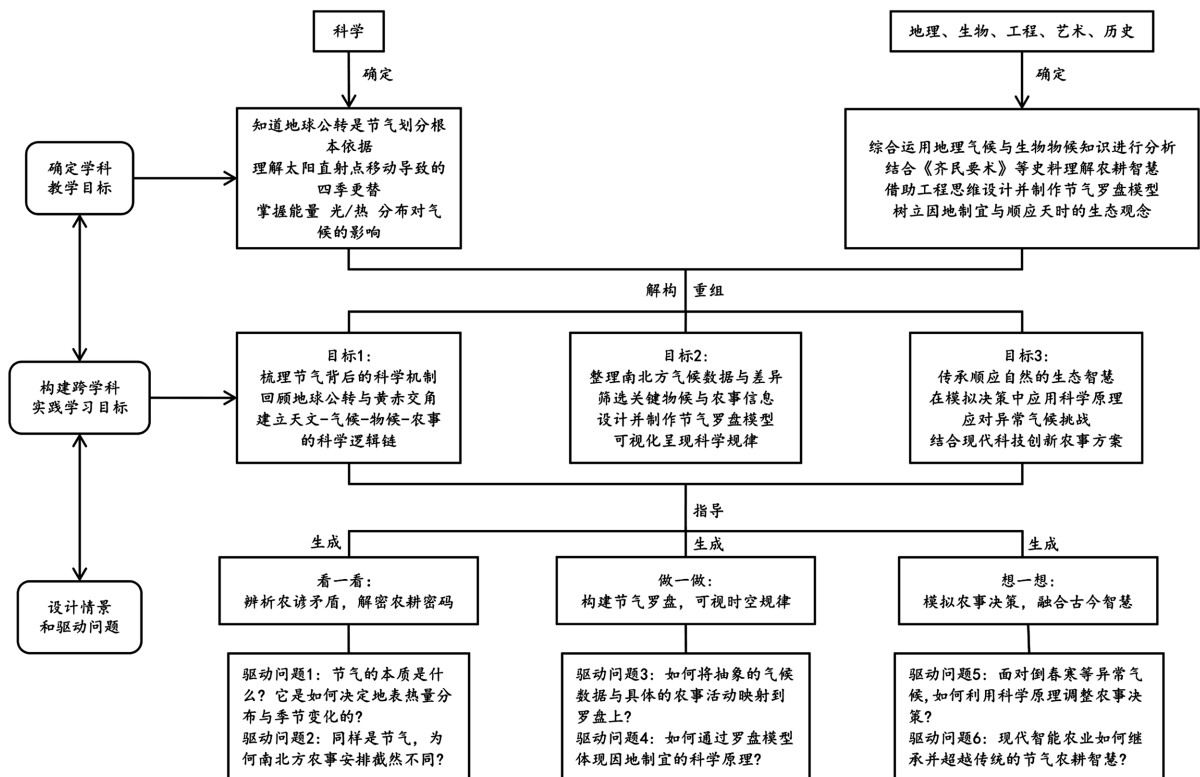 科学
地理、生物、工程、艺术、历史
确定
确定
确定学科
教学目标
知道地球公转是节气划分根
本依据
理解太阳直射点移动导致的
四季更替
掌握能量 光/热 分布对气
候的影响
综合运用地理气候与生物物候知识进行分析
结合《齐民要术》等史料理解农耕智慧
借助工程思维设计并制作节气罗盘模型
树立因地制宜与顺应天时的生态观念
解构 重组
构建跨学科
实践学习目标
目标1：
梳理节气背后的科学机制
回顾地球公转与黄赤交角
建立天文-气候-物候-农事
的科学逻辑链
目标2：
整理南北方气候数据与差异
筛选关键物候与农事信息
设计并制作节气罗盘模型
可视化呈现科学规律
目标3：
传承顺应自然的生态智慧
在模拟决策中应用科学原理
应对异常气候挑战
结合现代科技创新农事方案
指导
生成
生成
生成
设计情景
和驱动问题
看一看：
辨析农谚矛盾，解密农耕密码
做一做：
构建节气罗盘，可视时空规律
想一想：
模拟农事决策，融合古今智慧
驱动问题1：节气的本质是什
么？它是如何决定地表热量分
布与季节变化的？
驱动问题2：同样是节气，为
何南北方农事安排截然不同？
驱动问题3：如何将抽象的气候
数据与具体的农事活动映射到
罗盘上？
驱动问题4：如何通过罗盘模型
体现因地制宜的科学原理？
驱动问题5：面对倒春寒等异常气
候，如何利用科学原理调整农事决
策？
驱动问题6：现代智能农业如何继
承并超越传统的节气农耕智慧？